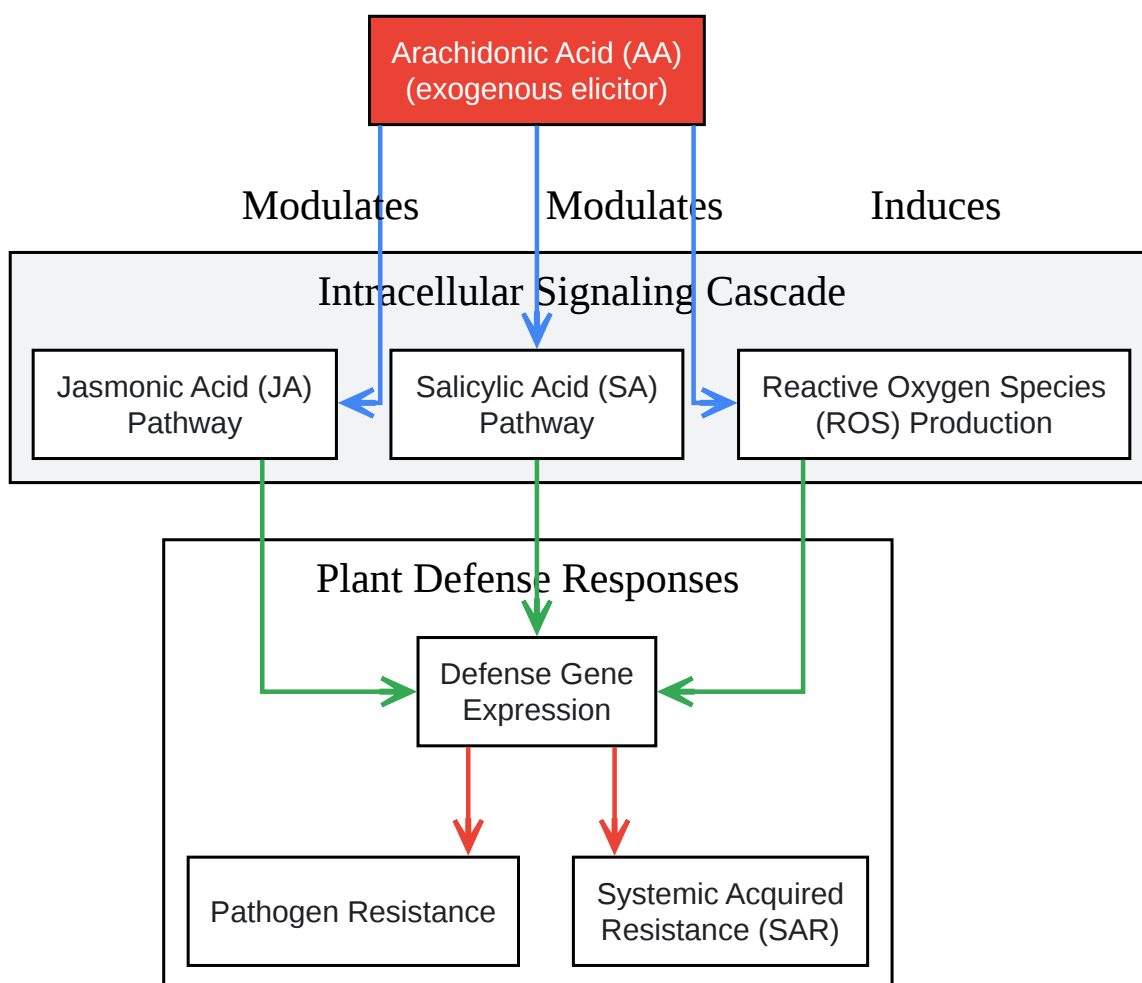 Arachidonic Acid (AA)
(exogenous elicitor)
Modulates
Modulates
Induces
Intracellular Signaling Cascade
Jasmonic Acid (JA)
Pathway
Salicylic Acid (SA)
Pathway
Reactive Oxygen Species
(ROS) Production
Plant Defense Responses
Defense Gene
Expression
Pathogen Resistance
Systemic Acquired
Resistance (SAR)